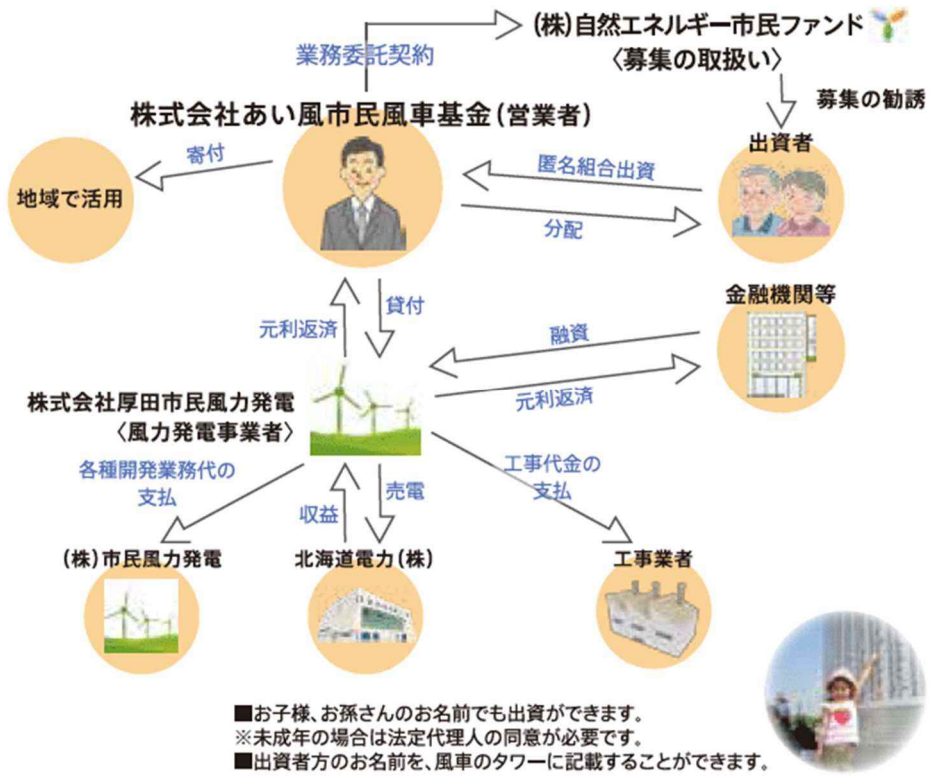 (株)自然エネルギー市民ファンド
〈募集の取扱い〉
業務委託契約
募集の勧誘
株式会社あい風市民風車基金(営業者)
出資者
寄付
匿名組合出資
地域で活用
分配
金融機関等
元利返済
貸付
融資
元利返済
株式会社厚田市民風力発電
〈風力発電事業者〉
各種開発業務代の
支払
工事代金の
支払
収益
売電
(株)市民風力発電
北海道電力(株)
工事業者
■お子様、お孫さんのお名前でも出資ができます。
※未成年の場合は法定代理人の同意が必要です。
■出資者方のお名前を、風車のタワーに記載することができます。